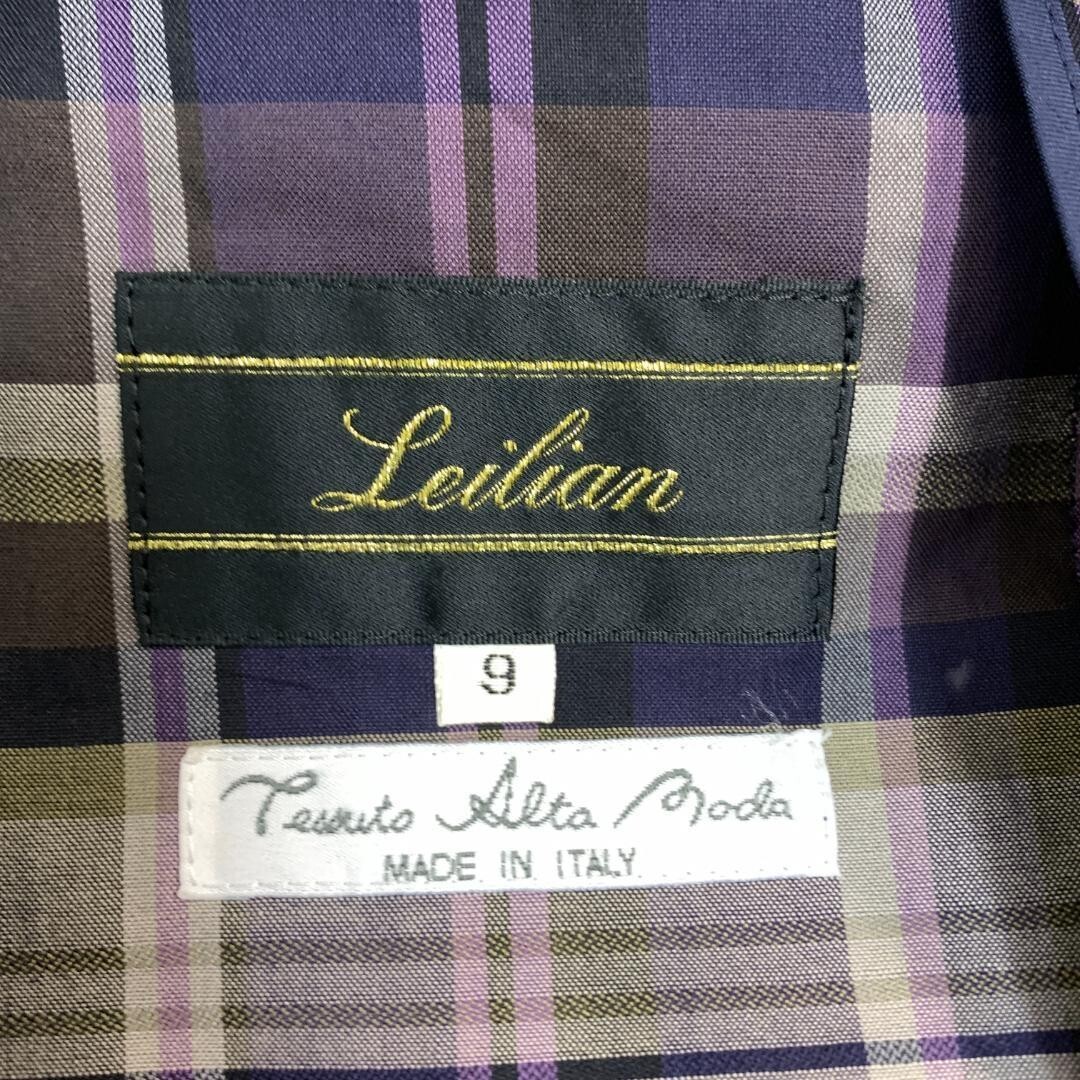 Leilian
9
Tessuto Alta Moda
MADE IN ITALY